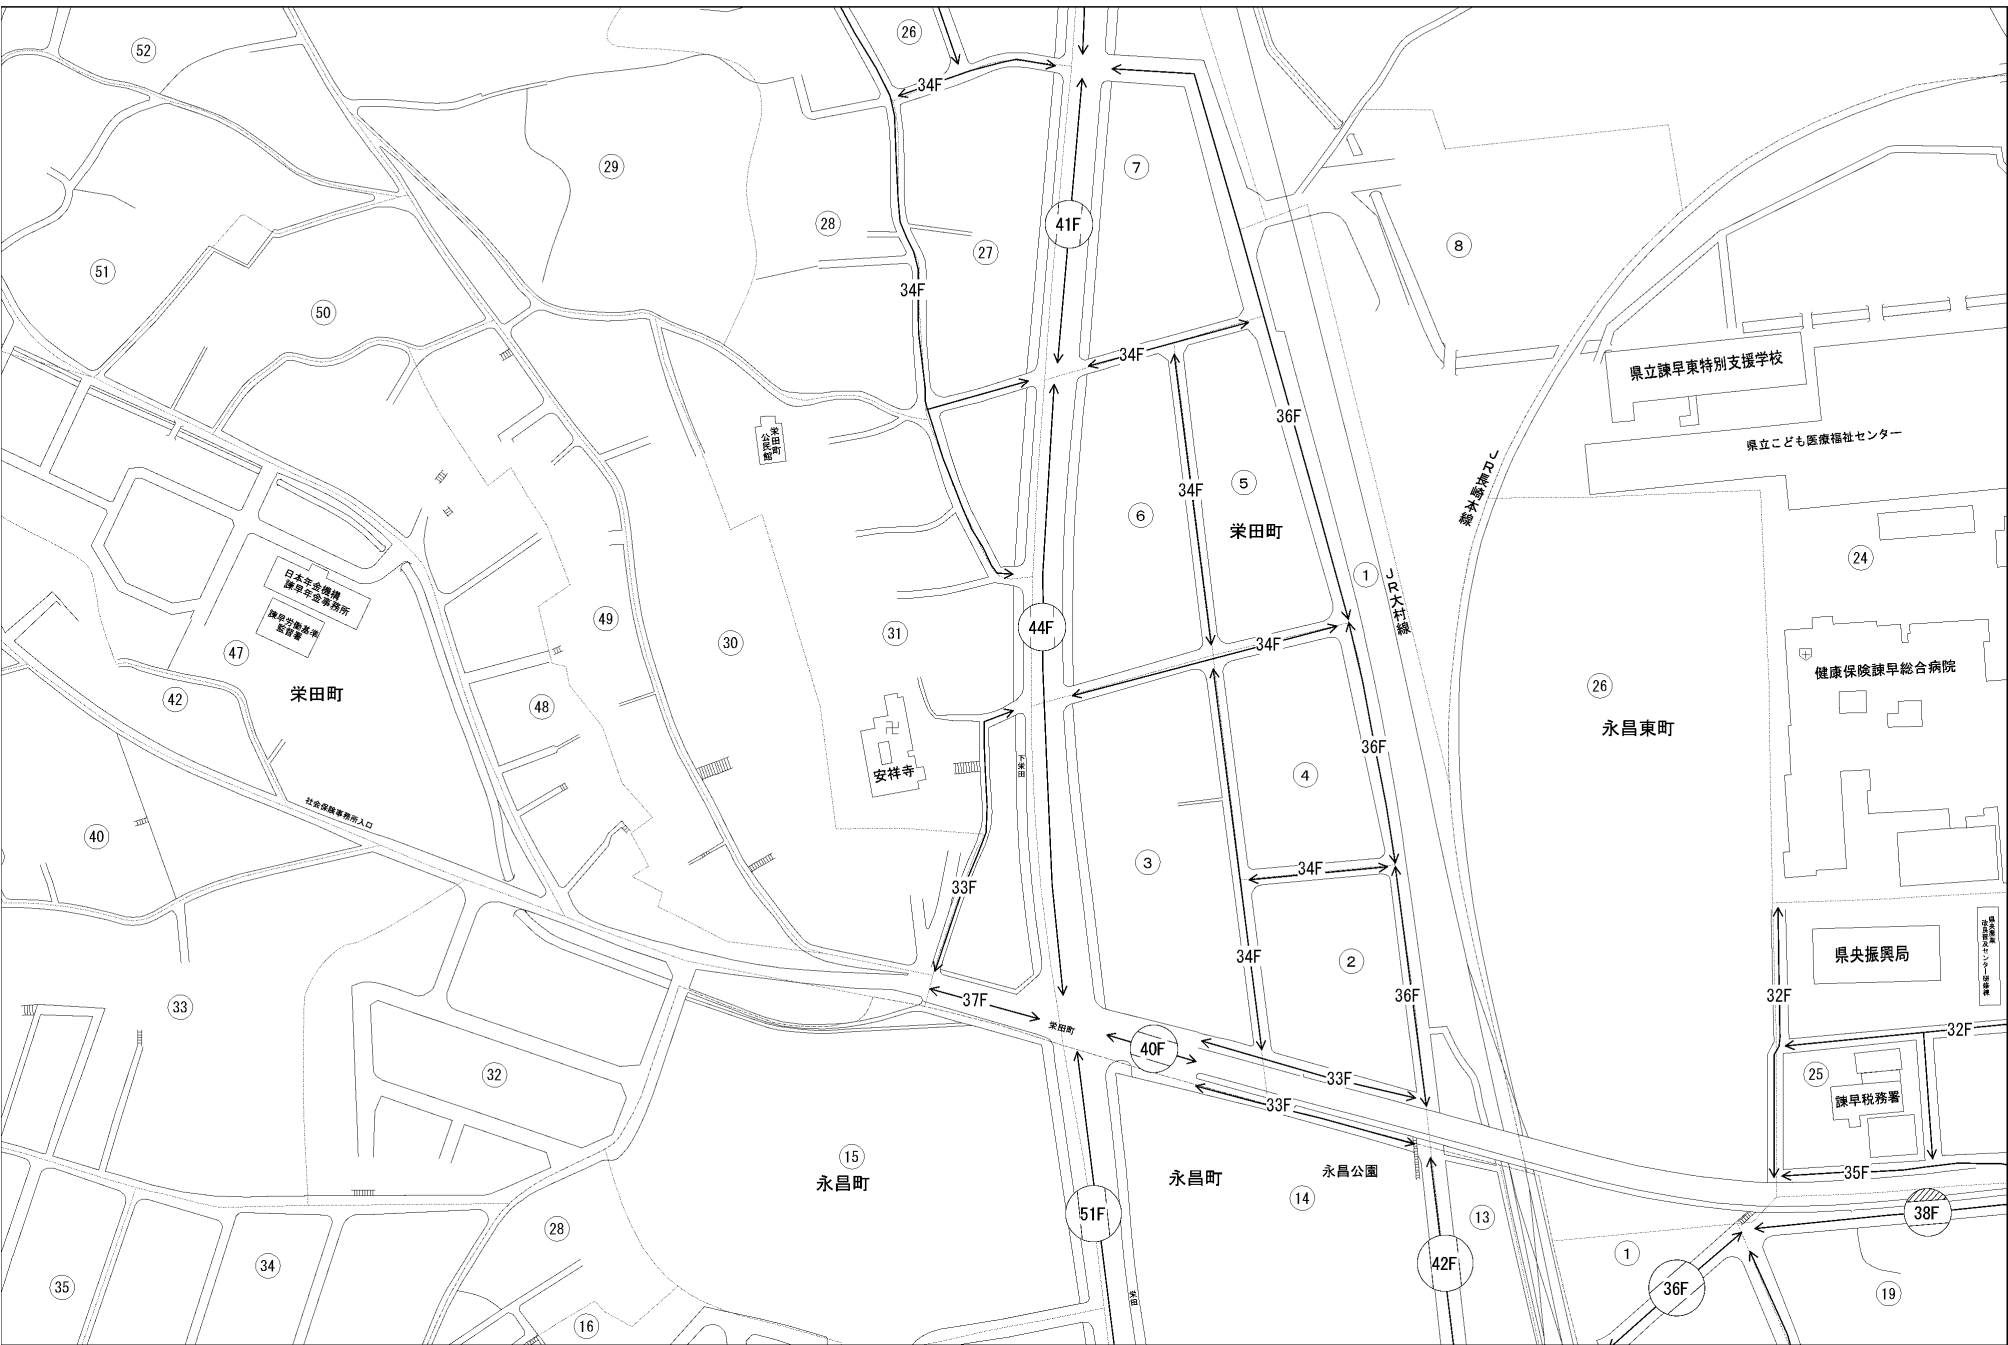 52
26
34F
29
7
28
41F
27
8
51
34F
50
34F
県立諫早東特別支援学校
36F
栄田町
公民館
県立こども医療福祉センター
JR長崎本線
34F
5
6
栄田町
24
1
JR大村線
日本年金機構
諫早年金事務所
諫早労働基準
監督署
49
44F
31
30
34F
47
健康保険諫早総合病院
栄田町
42
48
26
永昌東町
36F
安祥寺
下栄田
4
社会保険事務所入口
40
3
34F
33F
2
34F
県央振興局
36F
32F
33
37F
栄田町
32F
40F
32
33F
25
諫早税務署
33F
15
永昌町
永昌町
永昌公園
14
35F
51F
13
38F
28
1
42F
34
35
36F
19
栄田
16